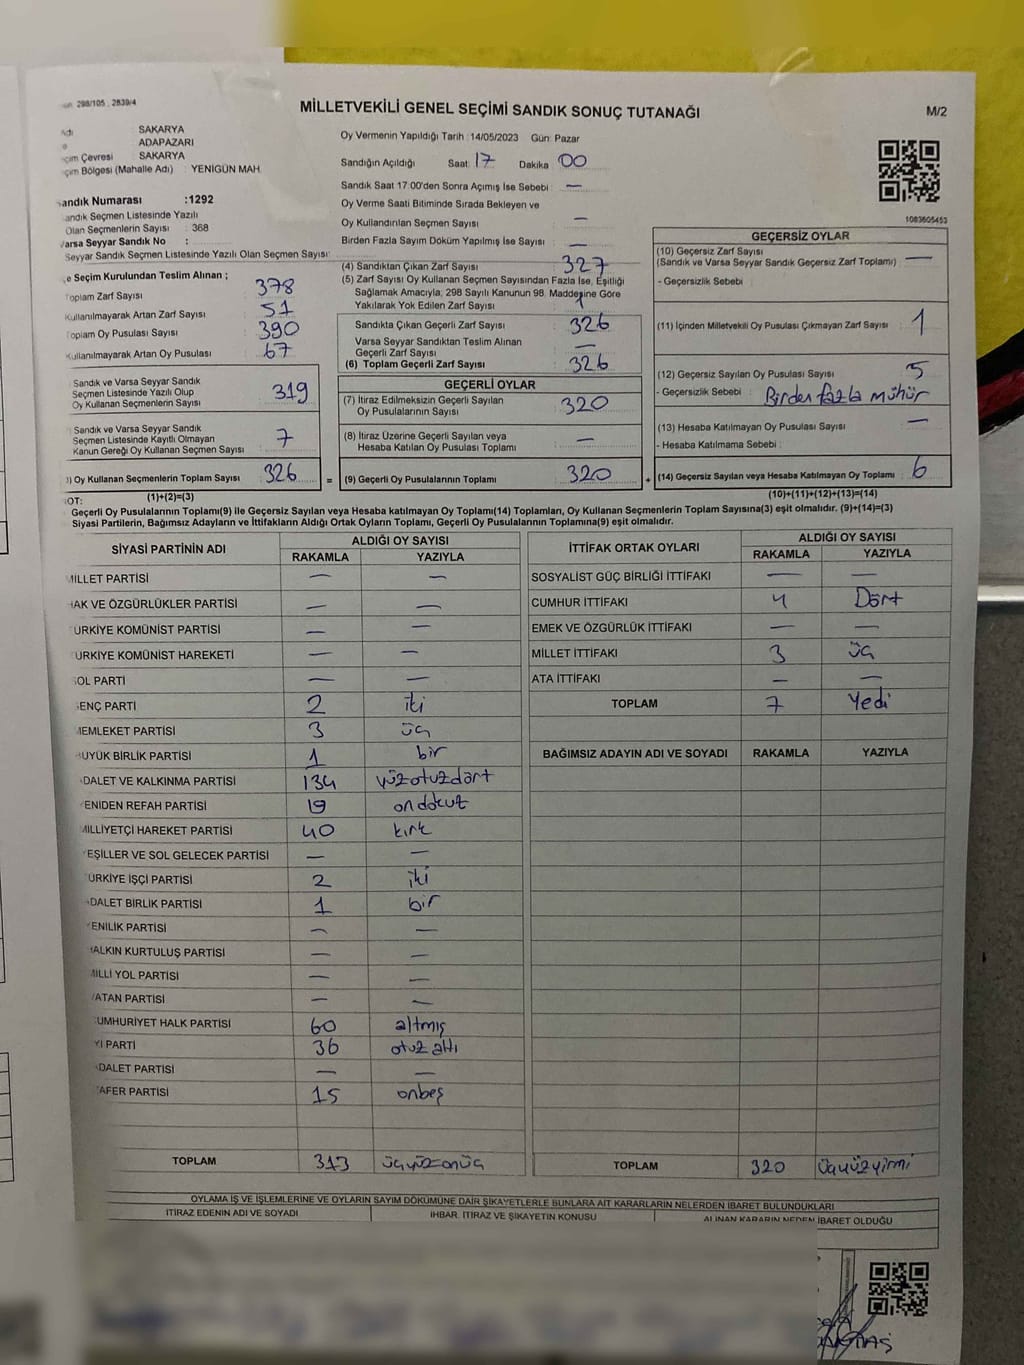 298/105 , 2839/4
MİLLETVEKİLİ GENEL SEÇİMİ SANDIK SONUÇ TUTANAĞI
M/2
SAKARYA
ADAPAZARI
Çevresi : SAKARYA
Bölgesi (Mahalle Adı) : YENİGÜN MAH.
Oy Vermenin Yapıldığı Tarih :14/05/2023 Gün: Pazar
Sandığın Açıldığı Saat: 17 Dakika : 00
Sandık Saat 17:00'den Sonra Açımış İse Sebebi : —
Oy Verme Saati Bitiminde Sırada Bekleyen ve
Oy Kullandırılan Seçmen Sayısı : —
Birden Fazla Sayım Döküm Yapılmış İse Sayısı : —
Sandık Numarası :1292
Sandık Seçmen Listesinde Yazılı
Olan Seçmenlerin Sayısı : 368
Varsa Seyyar Sandık No :
Seyyar Sandık Seçmen Listesinde Yazılı Olan Seçmen Sayısı:
1083605453
Seçim Kurulundan Teslim Alınan ;
Toplam Zarf Sayısı 378
Kullanılmayarak Artan Zarf Sayısı 51
Toplam Oy Pusulası Sayısı 390
Kullanılmayarak Artan Oy Pusulası 67
(4) Sandıktan Çıkan Zarf Sayısı 327
(5) Zarf Sayısı Oy Kullanan Seçmen Sayısından Fazla İse, Eşitliği
Sağlamak Amacıyla; 298 Sayılı Kanunun 98. Maddesine Göre
Yakılarak Yok Edilen Zarf Sayısı 1
Sandıkta Çıkan Geçerli Zarf Sayısı 326
Varsa Seyyar Sandıktan Teslim Alınan
Geçerli Zarf Sayısı —
(6) Toplam Geçerli Zarf Sayısı 326
GEÇERSİZ OYLAR
(10) Geçersiz Zarf Sayısı
(Sandık ve Varsa Seyyar Sandık Geçersiz Zarf Toplamı) —
- Geçersizlik Sebebi :
(11) İçinden Milletvekili Oy Pusulası Çıkmayan Zarf Sayısı 1
(12) Geçersiz Sayılan Oy Pusulası Sayısı 5
- Geçersizlik Sebebi : Birden fazla mühür
(13) Hesaba Katılmayan Oy Pusulası Sayısı —
- Hesaba Katılmama Sebebi :
(14) Geçersiz Sayılan veya Hesaba Katılmayan Oy Toplamı 6
Sandık ve Varsa Seyyar Sandık
Seçmen Listesinde Yazılı Olup
Oy Kullanan Seçmenlerin Sayısı 319
Sandık ve Varsa Seyyar Sandık
Seçmen Listesinde Kayıtlı Olmayan
Kanun Gereği Oy Kullanan Seçmen Sayısı 7
) Oy Kullanan Seçmenlerin Toplam Sayısı 326 =
GEÇERLİ OYLAR
(7) İtiraz Edilmeksizin Geçerli Sayılan
Oy Pusulalarının Sayısı 320
(8) İtiraz Üzerine Geçerli Sayılan veya
Hesaba Katılan Oy Pusulası Toplamı —
(9) Geçerli Oy Pusulalarının Toplamı 320 +
NOT: (1)+(2)=(3)
(10)+(11)+(12)+(13)=(14)
Geçerli Oy Pusulalarının Toplamı(9) ile Geçersiz Sayılan veya Hesaba katılmayan Oy Toplamı(14) Toplamları, Oy Kullanan Seçmenlerin Toplam Sayısına(3) eşit olmalıdır. (9)+(14)=(3)
Siyasi Partilerin, Bağımsız Adayların ve İttifakların Aldığı Ortak Oyların Toplamı, Geçerli Oy Pusulalarının Toplamına(9) eşit olmalıdır.
SİYASİ PARTİNİN ADI ALDIĞI OY SAYISI
RAKAMLA YAZIYLA
MİLLET PARTİSİ — —
HAK VE ÖZGÜRLÜKLER PARTİSİ — —
TÜRKİYE KOMÜNİST PARTİSİ — —
TÜRKİYE KOMÜNİST HAREKETİ — —
SOL PARTİ — —
GENÇ PARTİ 2 iki
MEMLEKET PARTİSİ 3 üç
BÜYÜK BİRLİK PARTİSİ 1 bir
ADALET VE KALKINMA PARTİSİ 134 yüzotuzdört
YENİDEN REFAH PARTİSİ 19 ondokuz
MİLLİYETÇİ HAREKET PARTİSİ 40 kırk
YEŞİLLER VE SOL GELECEK PARTİSİ — —
TÜRKİYE İŞÇİ PARTİSİ 2 iki
ADALET BİRLİK PARTİSİ 1 bir
YENİLİK PARTİSİ — —
HALKIN KURTULUŞ PARTİSİ — —
MİLLİ YOL PARTİSİ — —
VATAN PARTİSİ — —
CUMHURİYET HALK PARTİSİ 60 altmış
İYİ PARTİ 36 otuz altı
ADALET PARTİSİ — —
ZAFER PARTİSİ 15 onbeş
TOPLAM 313 üçyüzonüç
İTTİFAK ORTAK OYLARI ALDIĞI OY SAYISI
RAKAMLA YAZIYLA
SOSYALİST GÜÇ BİRLİĞİ İTTİFAKI — —
CUMHUR İTTİFAKI 4 Dört
EMEK VE ÖZGÜRLÜK İTTİFAKI — —
MİLLET İTTİFAKI 3 üç
ATA İTTİFAKI — —
TOPLAM 7 Yedi
BAĞIMSIZ ADAYIN ADI VE SOYADI RAKAMLA YAZIYLA
TOPLAM 320 üçyüzyirmi
OYLAMA İŞ VE İŞLEMLERİNE VE OYLARIN SAYIM DÖKÜMÜNE DAİR ŞİKAYETLERLE BUNLARA AİT KARARLARIN NELERDEN İBARET BULUNDUKLARI
İTİRAZ EDENİN ADI VE SOYADI İHBAR, İTİRAZ VE ŞİKAYETİN KONUSU ALINAN KARARIN NEDEN İBARET OLDUĞU